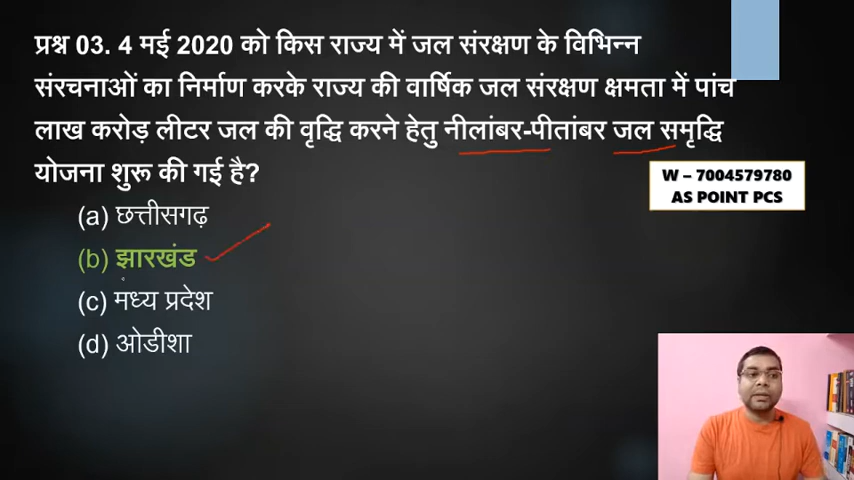 प्रश्न 03. 4 मई 2020 को किस राज्य में जल संरक्षण के विभिन्न
संरचनाओं का निर्माण करके राज्य की वार्षिक जल संरक्षण क्षमता में पांच
लाख करोड़ लीटर जल की वृद्धि करने हेतु नीलांबर-पीतांबर जल समृद्धि
योजना शुरू की गई है?
W – 7004579780
AS POINT PCS
(a) छत्तीसगढ़
(b) झारखंड
(c) मध्य प्रदेश
(d) ओडीशा